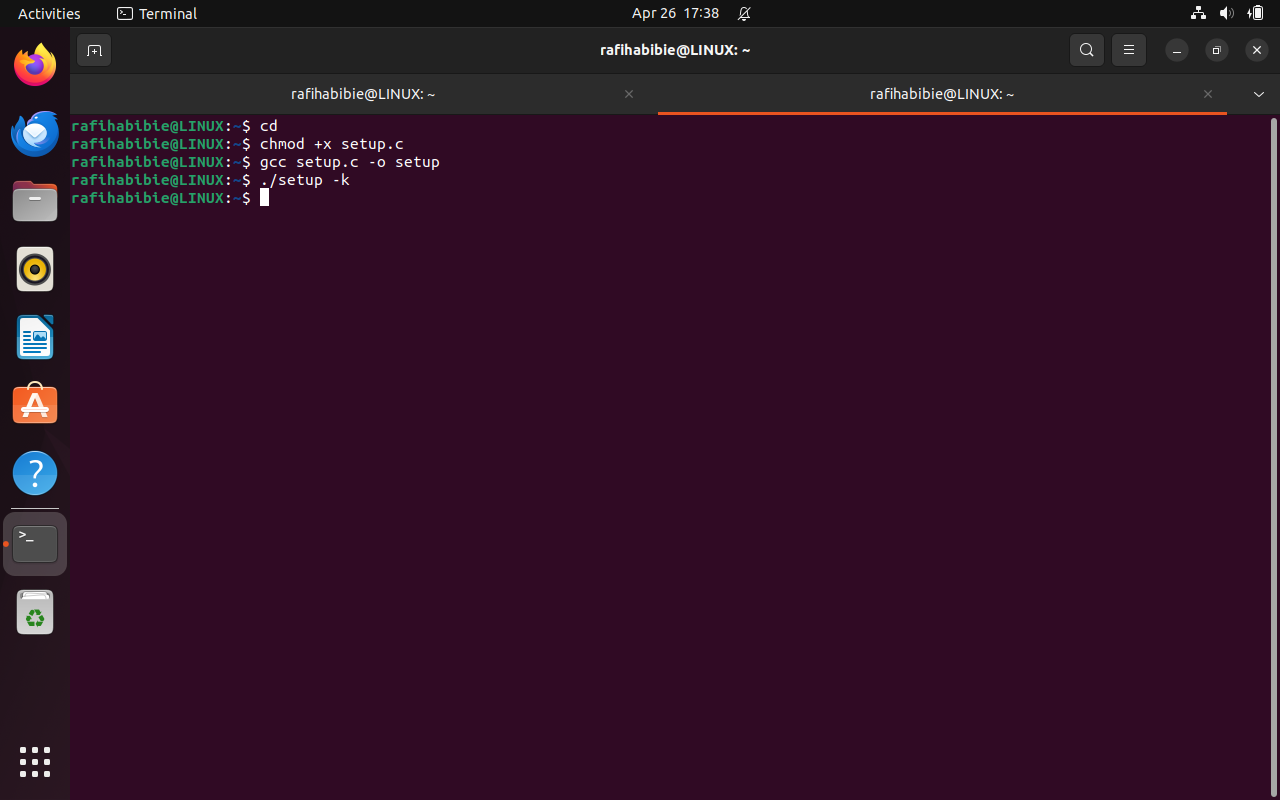 Activities Terminal Apr 26 17:38
rafihabibie@LINUX: ~
rafihabibie@LINUX: ~ rafihabibie@LINUX: ~
rafihabibie@LINUX:~$ cd
rafihabibie@LINUX:~$ chmod +x setup.c
rafihabibie@LINUX:~$ gcc setup.c -o setup
rafihabibie@LINUX:~$ ./setup -k
rafihabibie@LINUX:~$